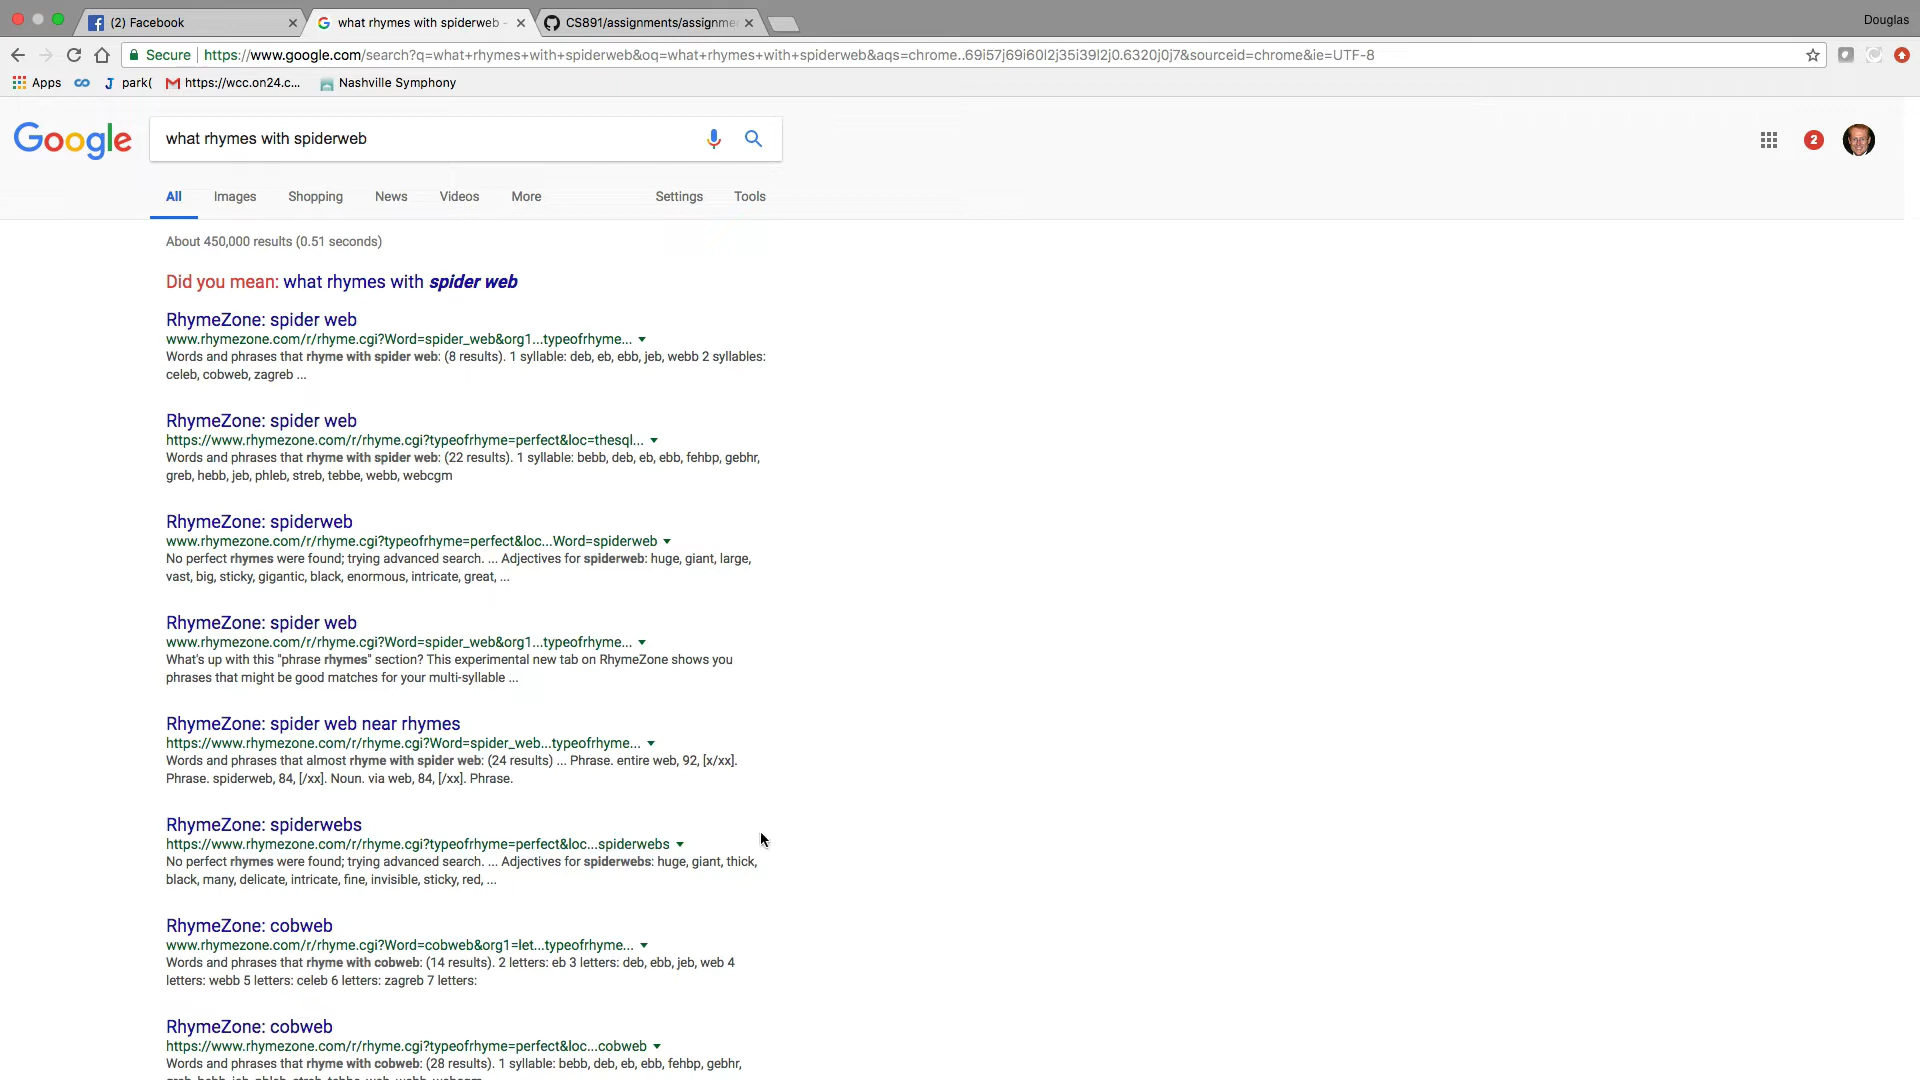 Douglas
(2) Facebook
what rhymes with spiderweb -
CS891/assignments/assignme
Secure https://www.google.com/search?q=what+rhymes+with+spiderweb&oq=what+rhymes+with+spiderweb&aqs=chrome..69i57j69i60l2j35i39l2j0.6320j0j7&sourceid=chrome&ie=UTF-8
Apps
park(
https://wcc.on24.c...
Nashville Symphony
Google
what rhymes with spiderweb
2
All Images Shopping News Videos More Settings Tools
About 450,000 results (0.51 seconds)
Did you mean: what rhymes with spider web
RhymeZone: spider web
www.rhymezone.com/r/rhyme.cgi?Word=spider_web&org1...typeofrhyme...
Words and phrases that rhyme with spider web: (8 results). 1 syllable: deb, eb, ebb, jeb, webb 2 syllables:
celeb, cobweb, zagreb ...
RhymeZone: spider web
https://www.rhymezone.com/r/rhyme.cgi?typeofrhyme=perfect&loc=thesql...
Words and phrases that rhyme with spider web: (22 results). 1 syllable: bebb, deb, eb, ebb, fehbp, gebhr,
greb, hebb, jeb, phleb, streb, tebbe, webb, webcgm
RhymeZone: spiderweb
www.rhymezone.com/r/rhyme.cgi?typeofrhyme=perfect&loc...Word=spiderweb
No perfect rhymes were found; trying advanced search. ... Adjectives for spiderweb: huge, giant, large,
vast, big, sticky, gigantic, black, enormous, intricate, great, ...
RhymeZone: spider web
www.rhymezone.com/r/rhyme.cgi?Word=spider_web&org1...typeofrhyme...
What's up with this "phrase rhymes" section? This experimental new tab on RhymeZone shows you
phrases that might be good matches for your multi-syllable ...
RhymeZone: spider web near rhymes
https://www.rhymezone.com/r/rhyme.cgi?Word=spider_web...typeofrhyme...
Words and phrases that almost rhyme with spider web: (24 results) ... Phrase. entire web, 92, [x/xx].
Phrase. spiderweb, 84, [/xx]. Noun. via web, 84, [/xx]. Phrase.
RhymeZone: spiderwebs
https://www.rhymezone.com/r/rhyme.cgi?typeofrhyme=perfect&loc...spiderwebs
No perfect rhymes were found; trying advanced search. ... Adjectives for spiderwebs: huge, giant, thick,
black, many, delicate, intricate, fine, invisible, sticky, red, ...
RhymeZone: cobweb
www.rhymezone.com/r/rhyme.cgi?Word=cobweb&org1=let...typeofrhyme...
Words and phrases that rhyme with cobweb: (14 results). 2 letters: eb 3 letters: deb, ebb, jeb, web 4
letters: webb 5 letters: celeb 6 letters: zagreb 7 letters:
RhymeZone: cobweb
https://www.rhymezone.com/r/rhyme.cgi?typeofrhyme=perfect&loc...cobweb
Words and phrases that rhyme with cobweb: (28 results). 1 syllable: bebb, deb, eb, ebb, fehbp, gebhr,